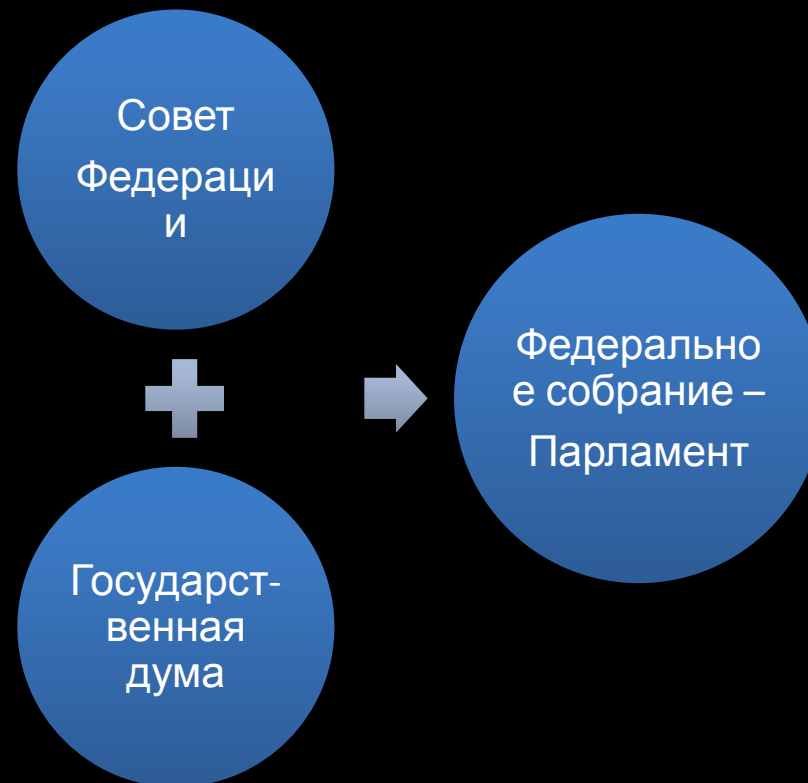 Совет
Федераци
и
Федерально
е собрание –
Парламент
Государст-
венная
дума